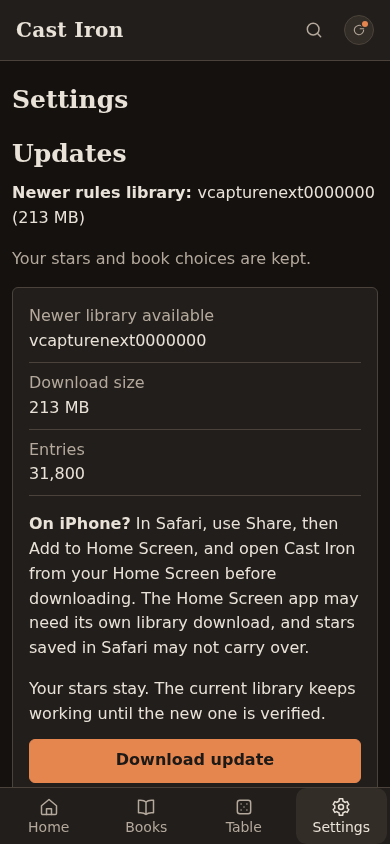 Cast Iron
Settings
Updates
Newer rules library: vcapturenext0000000
(213 MB)
Your stars and book choices are kept.
Newer library available
vcapturenext0000000
Download size
213 MB
Entries
31,800
On iPhone? In Safari, use Share, then
Add to Home Screen, and open Cast Iron
from your Home Screen before
downloading. The Home Screen app may
need its own library download, and stars
saved in Safari may not carry over.
Your stars stay. The current library keeps
working until the new one is verified.
Download update
Home
Books
Table
Settings